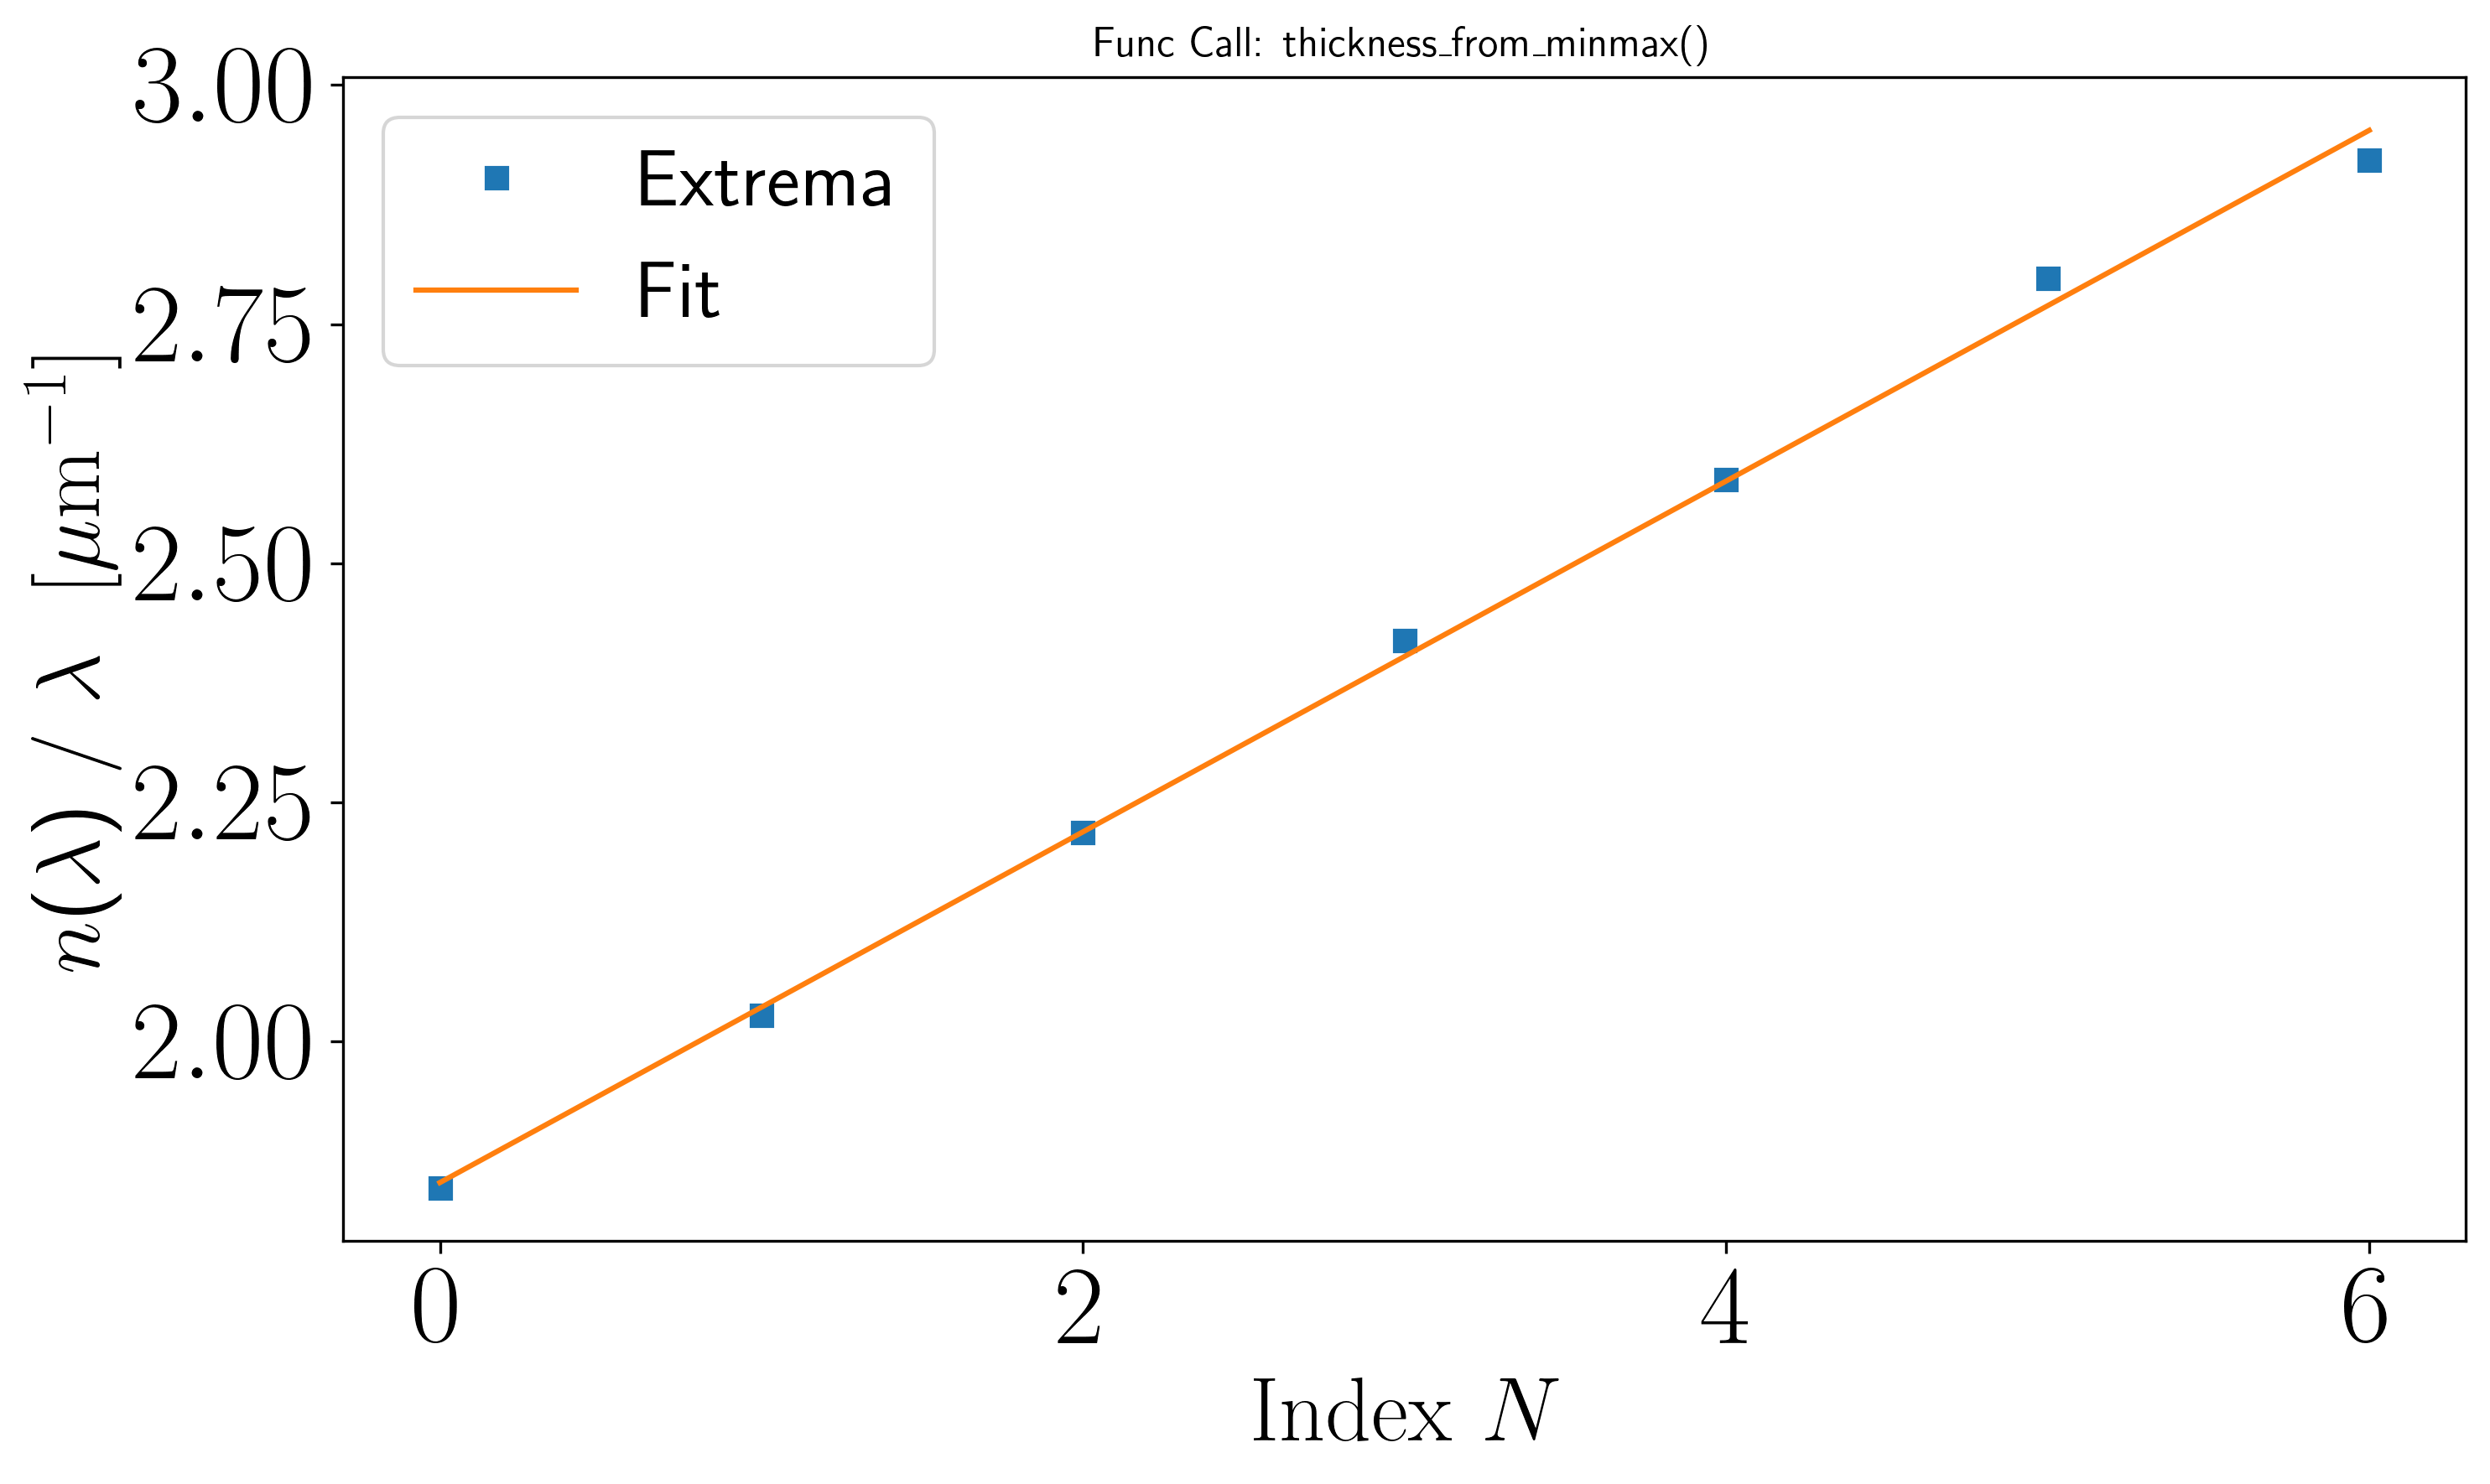 Func Call: thickness_from_minmax()
3.00
2.75
2.50
2.25
2.00
n(λ) / λ [μm⁻¹]
Extrema
Fit
0 2 4 6
Index N